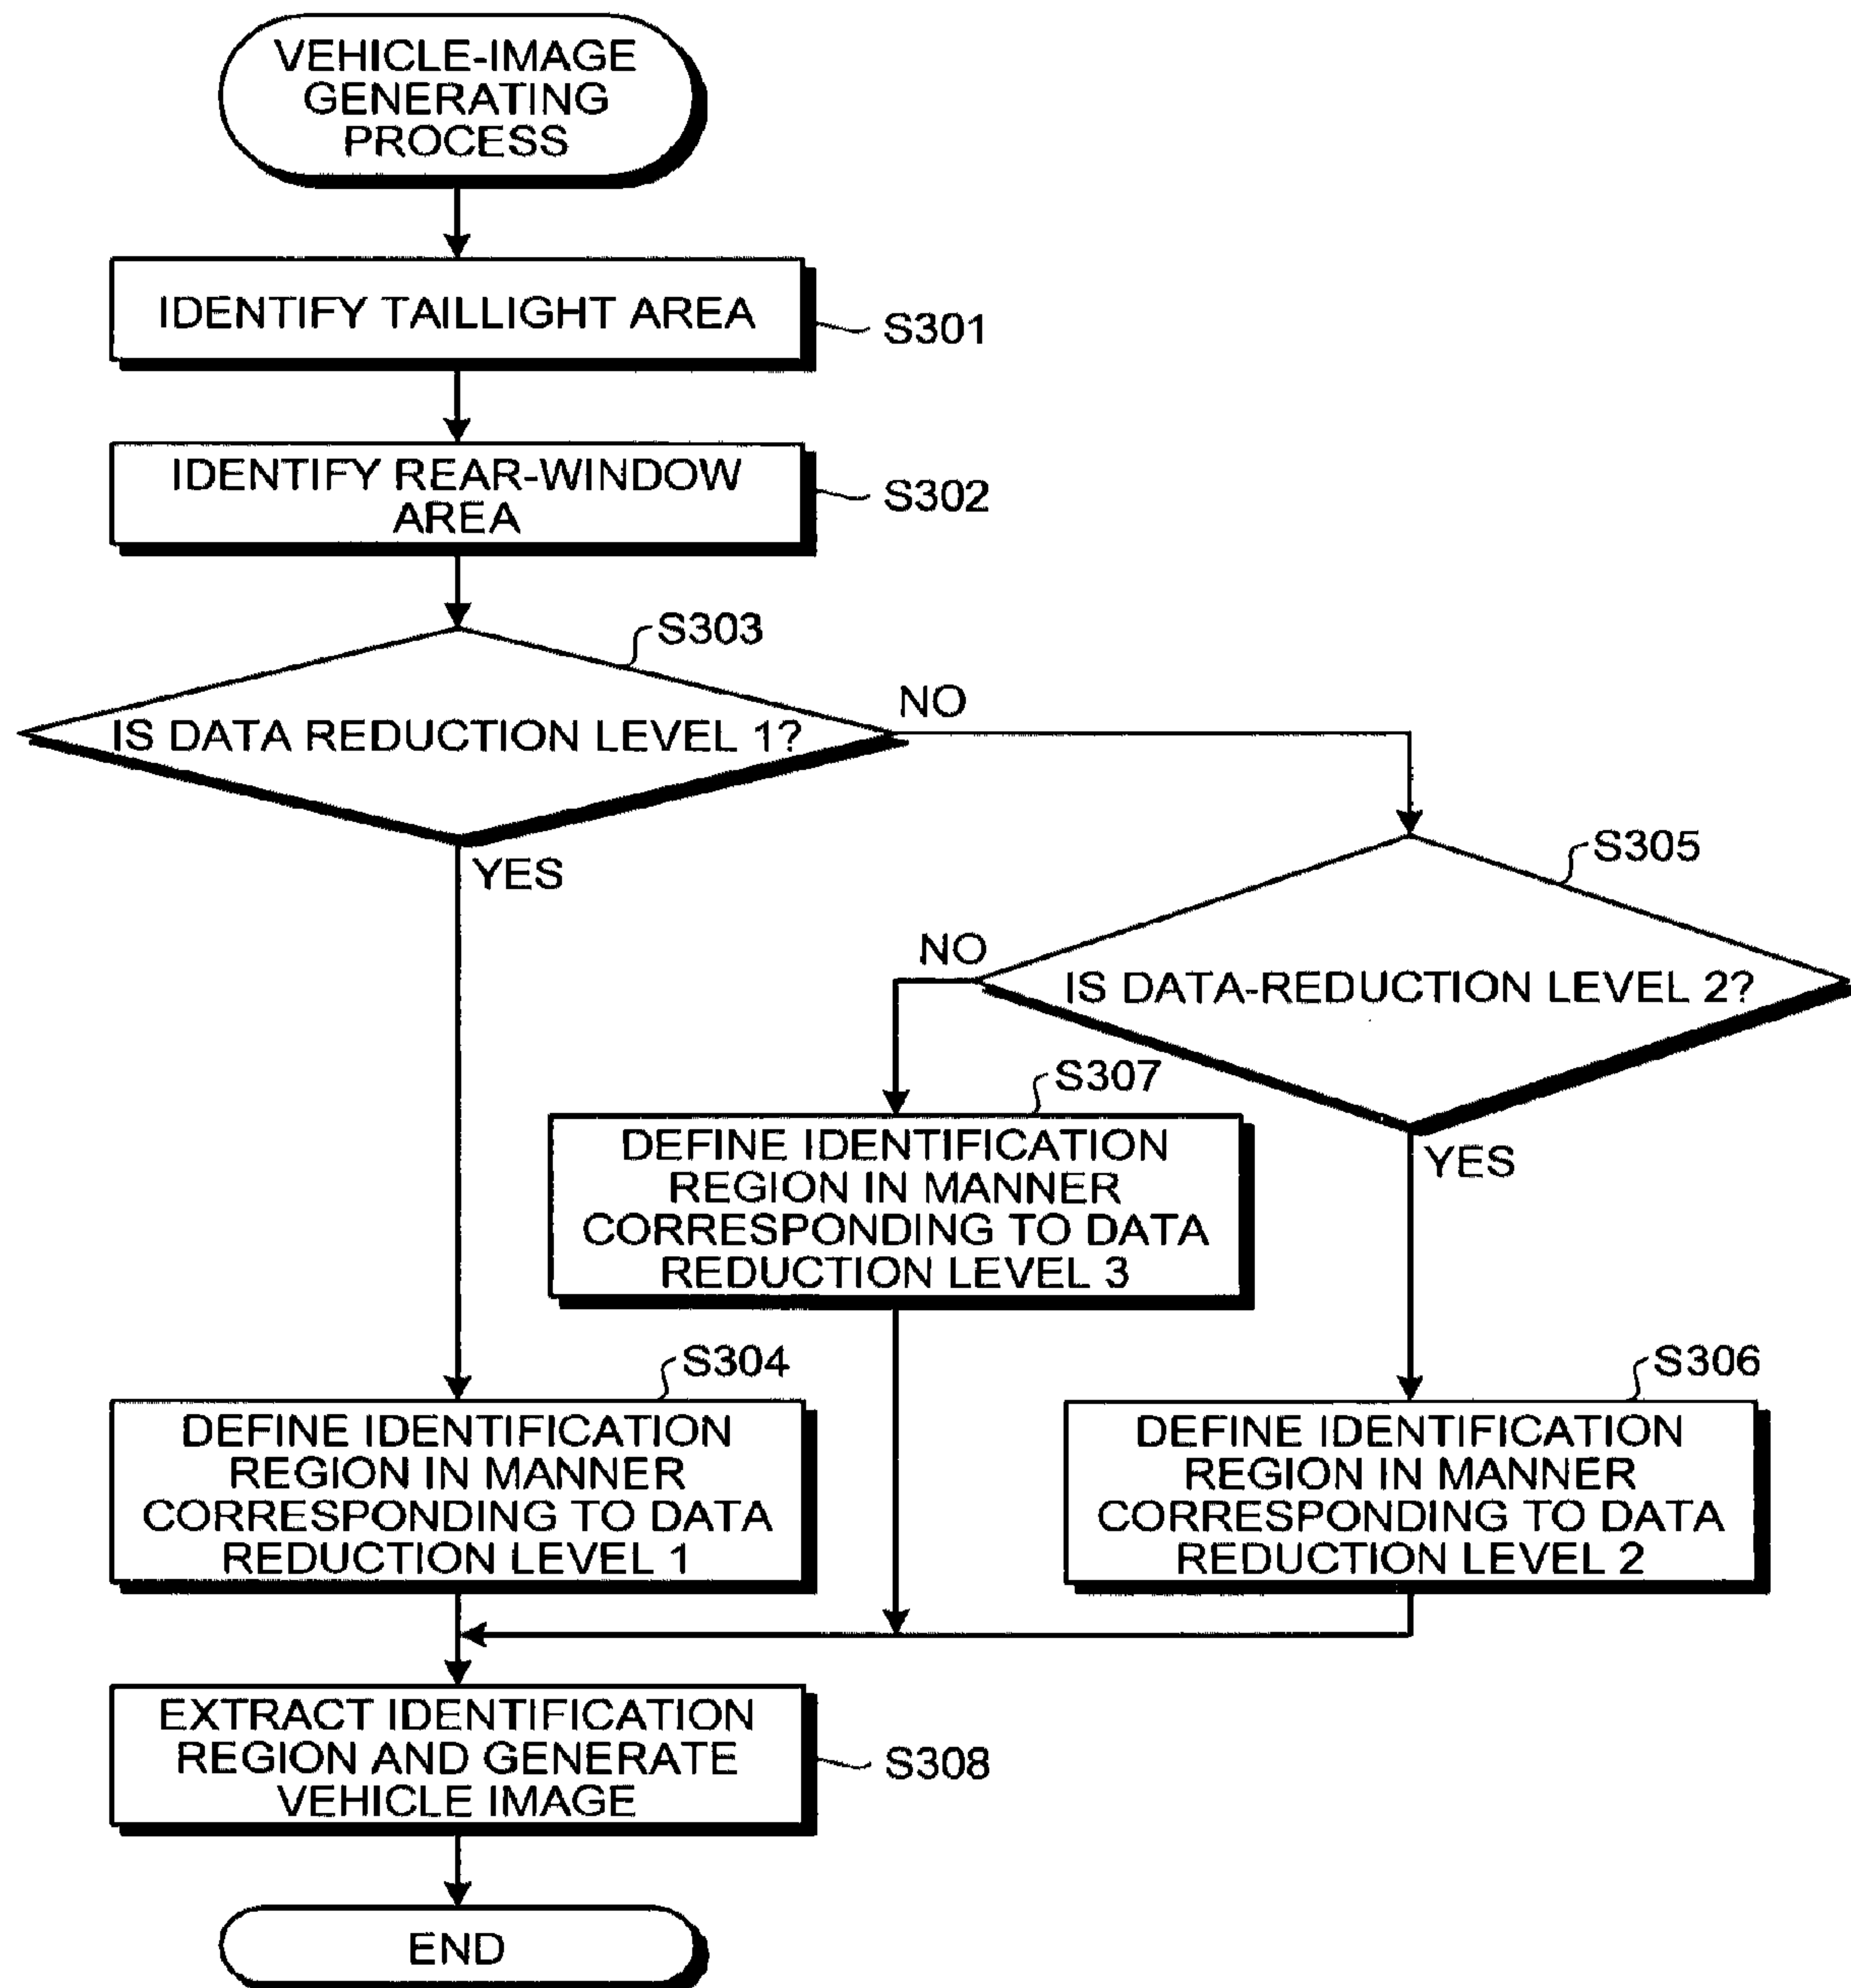 VEHICLE-IMAGE
GENERATING
PROCESS
IDENTIFY TAILLIGHT AREA
S301
IDENTIFY REAR-WINDOW
AREA
S302
S303
IS DATA REDUCTION LEVEL 1?
NO
YES
S305
IS DATA-REDUCTION LEVEL 2?
NO
YES
S307
DEFINE IDENTIFICATION
REGION IN MANNER
CORRESPONDING TO DATA
REDUCTION LEVEL 3
S304
DEFINE IDENTIFICATION
REGION IN MANNER
CORRESPONDING TO DATA
REDUCTION LEVEL 1
S306
DEFINE IDENTIFICATION
REGION IN MANNER
CORRESPONDING TO DATA
REDUCTION LEVEL 2
EXTRACT IDENTIFICATION
REGION AND GENERATE
VEHICLE IMAGE
S308
END